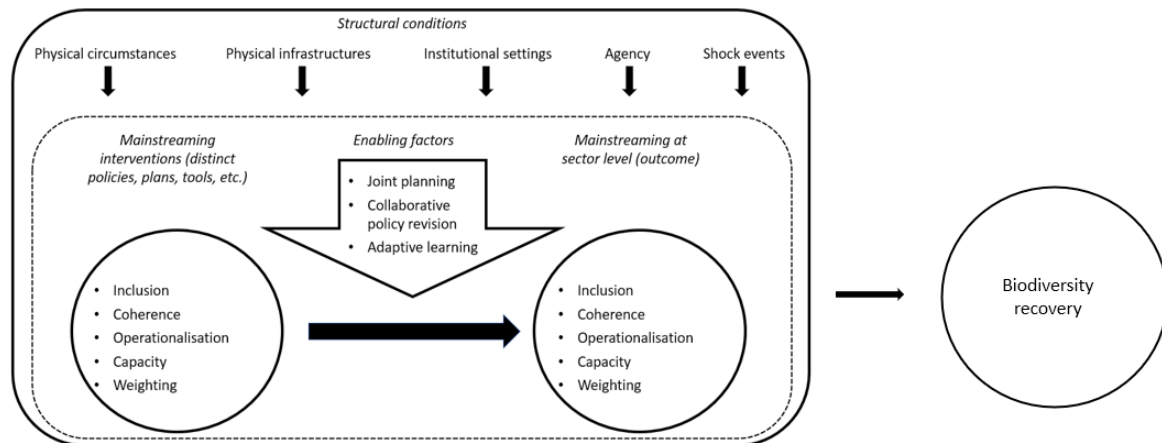 Structural conditions
Physical circumstances
Physical infrastructures
Institutional settings
Agency
Shock events
Mainstreaming
interventions (distinct
policies, plans, tools, etc.)
Enabling factors
Mainstreaming at
sector level (outcome)
• Joint planning
• Collaborative
policy revision
• Adaptive learning
• Inclusion
• Coherence
• Operationalisation
• Capacity
• Weighting
• Inclusion
• Coherence
• Operationalisation
• Capacity
• Weighting
Biodiversity
recovery